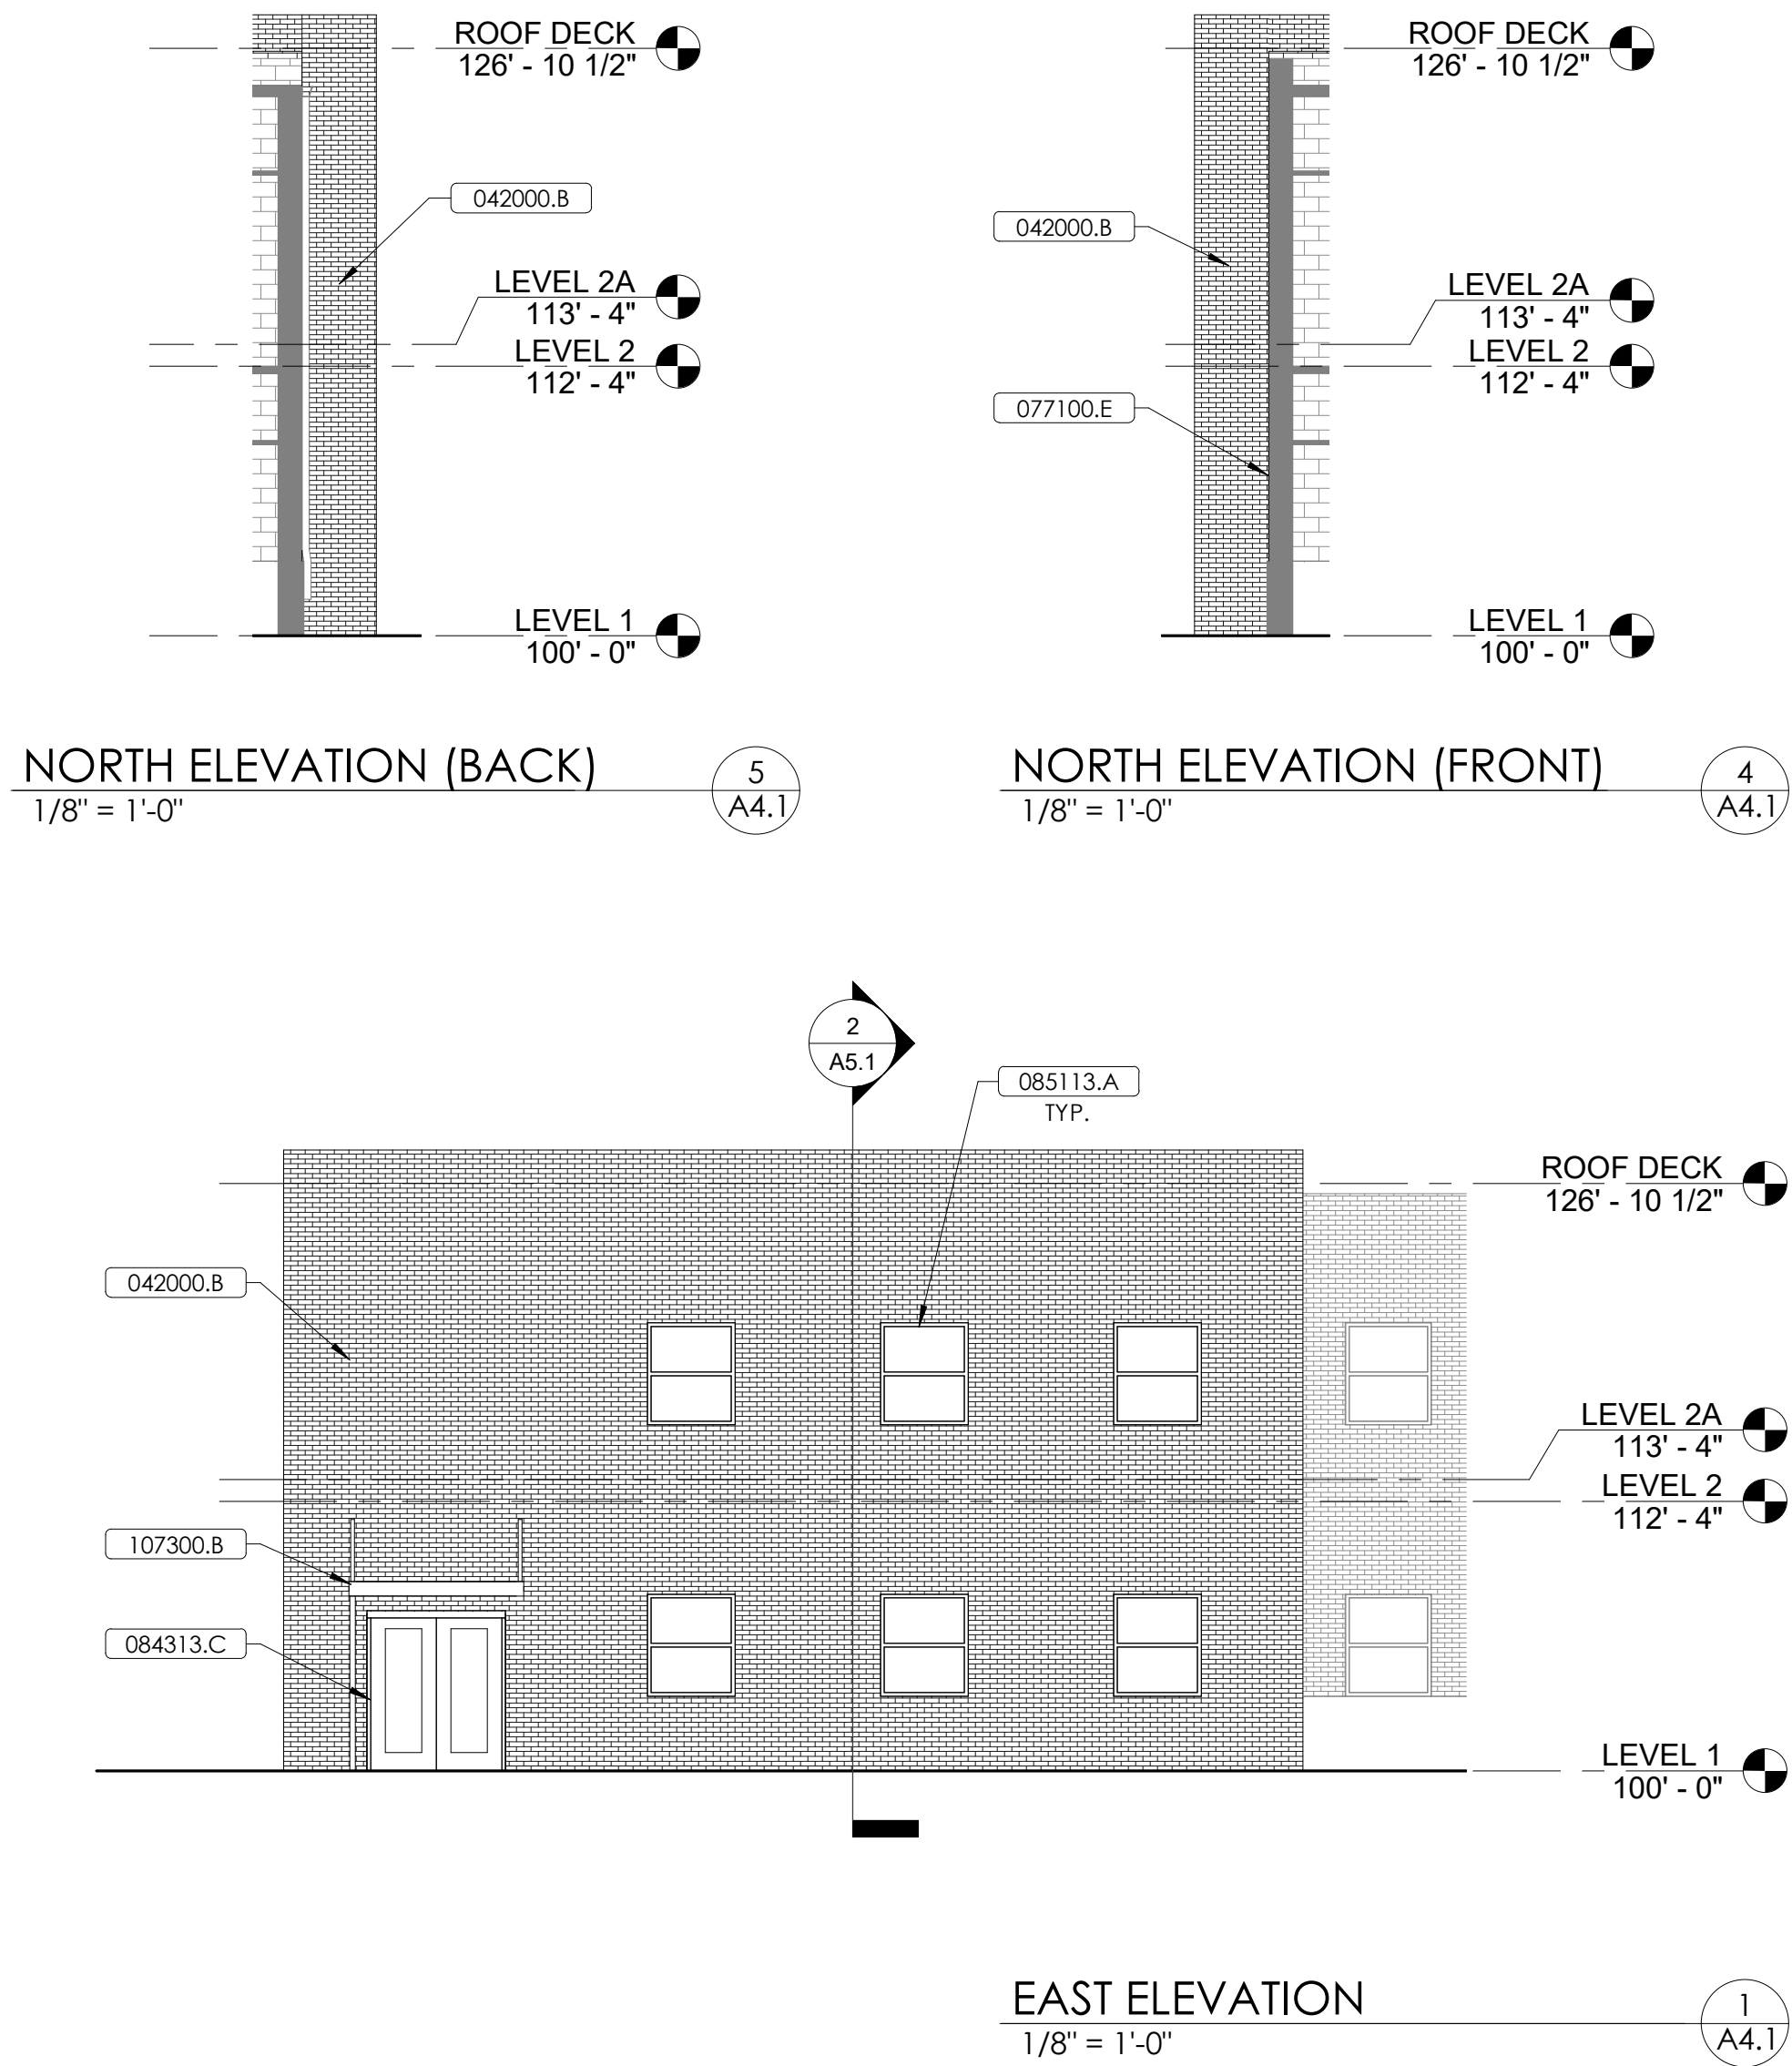 ROOF DECK
126' - 10 1/2"
042000.B
LEVEL 2A
113' - 4"
LEVEL 2
112' - 4"
LEVEL 1
100' - 0"
NORTH ELEVATION (BACK)
1/8" = 1'-0"
5
A4.1
ROOF DECK
126' - 10 1/2"
042000.B
LEVEL 2A
113' - 4"
LEVEL 2
112' - 4"
077100.E
LEVEL 1
100' - 0"
NORTH ELEVATION (FRONT)
1/8" = 1'-0"
4
A4.1
2
A5.1
085113.A
TYP.
ROOF DECK
126' - 10 1/2"
042000.B
LEVEL 2A
113' - 4"
LEVEL 2
112' - 4"
107300.B
084313.C
LEVEL 1
100' - 0"
EAST ELEVATION
1/8" = 1'-0"
1
A4.1